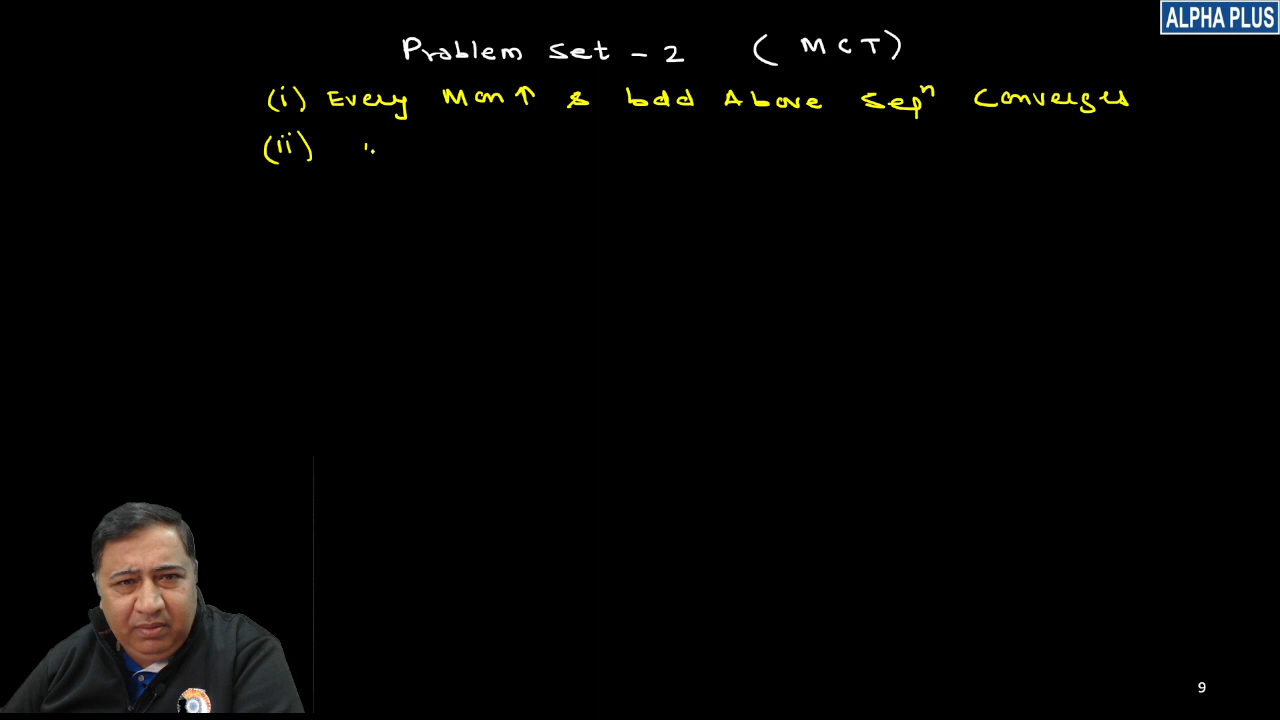 ALPHA PLUS
Problem set - 2 (MCT)
(i) Every Mon↑ & bdd Above seqⁿ Converges
(ii)
9